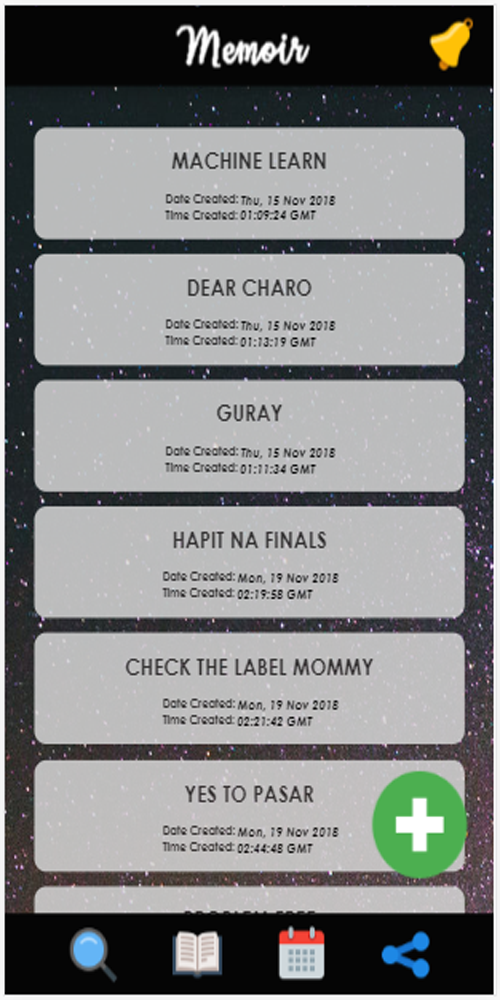 Memoir
MACHINE LEARN
Date Created: Thu, 15 Nov 2018
Time Created: 01:09:24 GMT
DEAR CHARO
Date Created: Thu, 15 Nov 2018
Time Created: 01:13:19 GMT
GURAY
Date Created: Thu, 15 Nov 2018
Time Created: 01:11:34 GMT
HAPIT NA FINALS
Date Created: Mon, 19 Nov 2018
Time Created: 02:19:58 GMT
CHECK THE LABEL MOMMY
Date Created: Mon, 19 Nov 2018
Time Created: 02:21:42 GMT
YES TO PASAR
Date Created: Mon, 19 Nov 2018
Time Created: 02:44:48 GMT